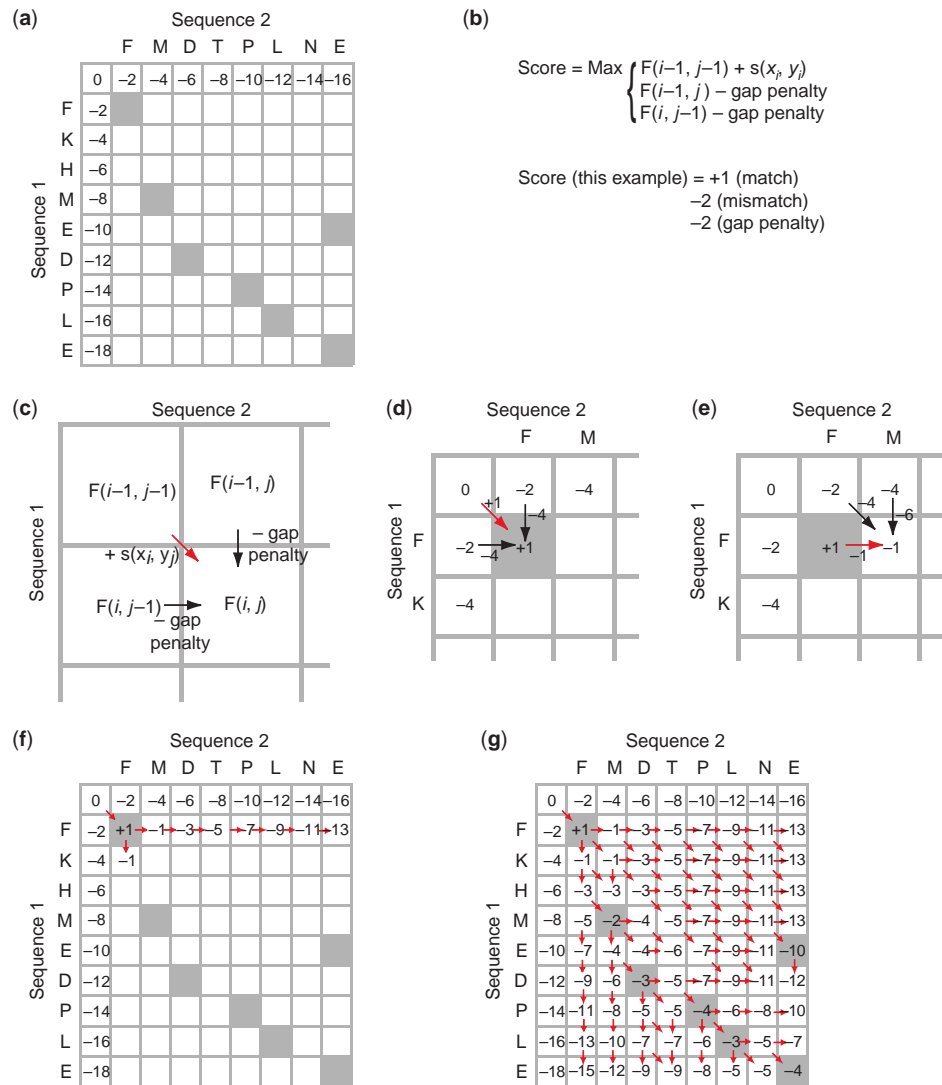 (a)
Sequence 2
F M D T P L N E
0 –2 –4 –6 –8 –10 –12 –14 –16
F –2
K –4
H –6
M –8
E –10
D –12
P –14
L –16
E –18
Sequence 1
(b)
Score = Max { F(i–1, j–1) + s(xi, yi)
F(i–1, j ) – gap penalty
F(i, j–1) – gap penalty
Score (this example) = +1 (match)
–2 (mismatch)
–2 (gap penalty)
(c)
Sequence 2
Sequence 1
F(i–1, j–1)
F(i–1, j)
– gap
penalty
+ s(xi, yj)
F(i, j–1)
F(i, j)
– gap
penalty
(d)
Sequence 2
F M
Sequence 1
0 –2 –4
+1
–4
F –2 +1
–4
K –4
(e)
Sequence 2
F M
Sequence 1
0 –2 –4
–4
–6
F –2 +1 –1
–1
K –4
(f)
Sequence 2
F M D T P L N E
0 –2 –4 –6 –8 –10 –12 –14 –16
F –2 +1 –1 –3 –5 –7 –9 –11 –13
K –4 –1
H –6
M –8
E –10
D –12
P –14
L –16
E –18
Sequence 1
(g)
Sequence 2
F M D T P L N E
0 –2 –4 –6 –8 –10 –12 –14 –16
F –2 +1 –1 –3 –5 –7 –9 –11 –13
K –4 –1 –1 –3 –5 –7 –9 –11 –13
H –6 –3 –3 –3 –5 –7 –9 –11 –13
M –8 –5 –2 –4 –5 –7 –9 –11 –13
E –10 –7 –4 –4 –6 –7 –9 –11 –10
D –12 –9 –6 –3 –5 –7 –9 –11 –12
P –14 –11 –8 –5 –5 –4 –6 –8 –10
L –16 –13 –10 –7 –7 –6 –3 –5 –7
E –18 –15 –12 –9 –9 –8 –5 –5 –4
Sequence 1